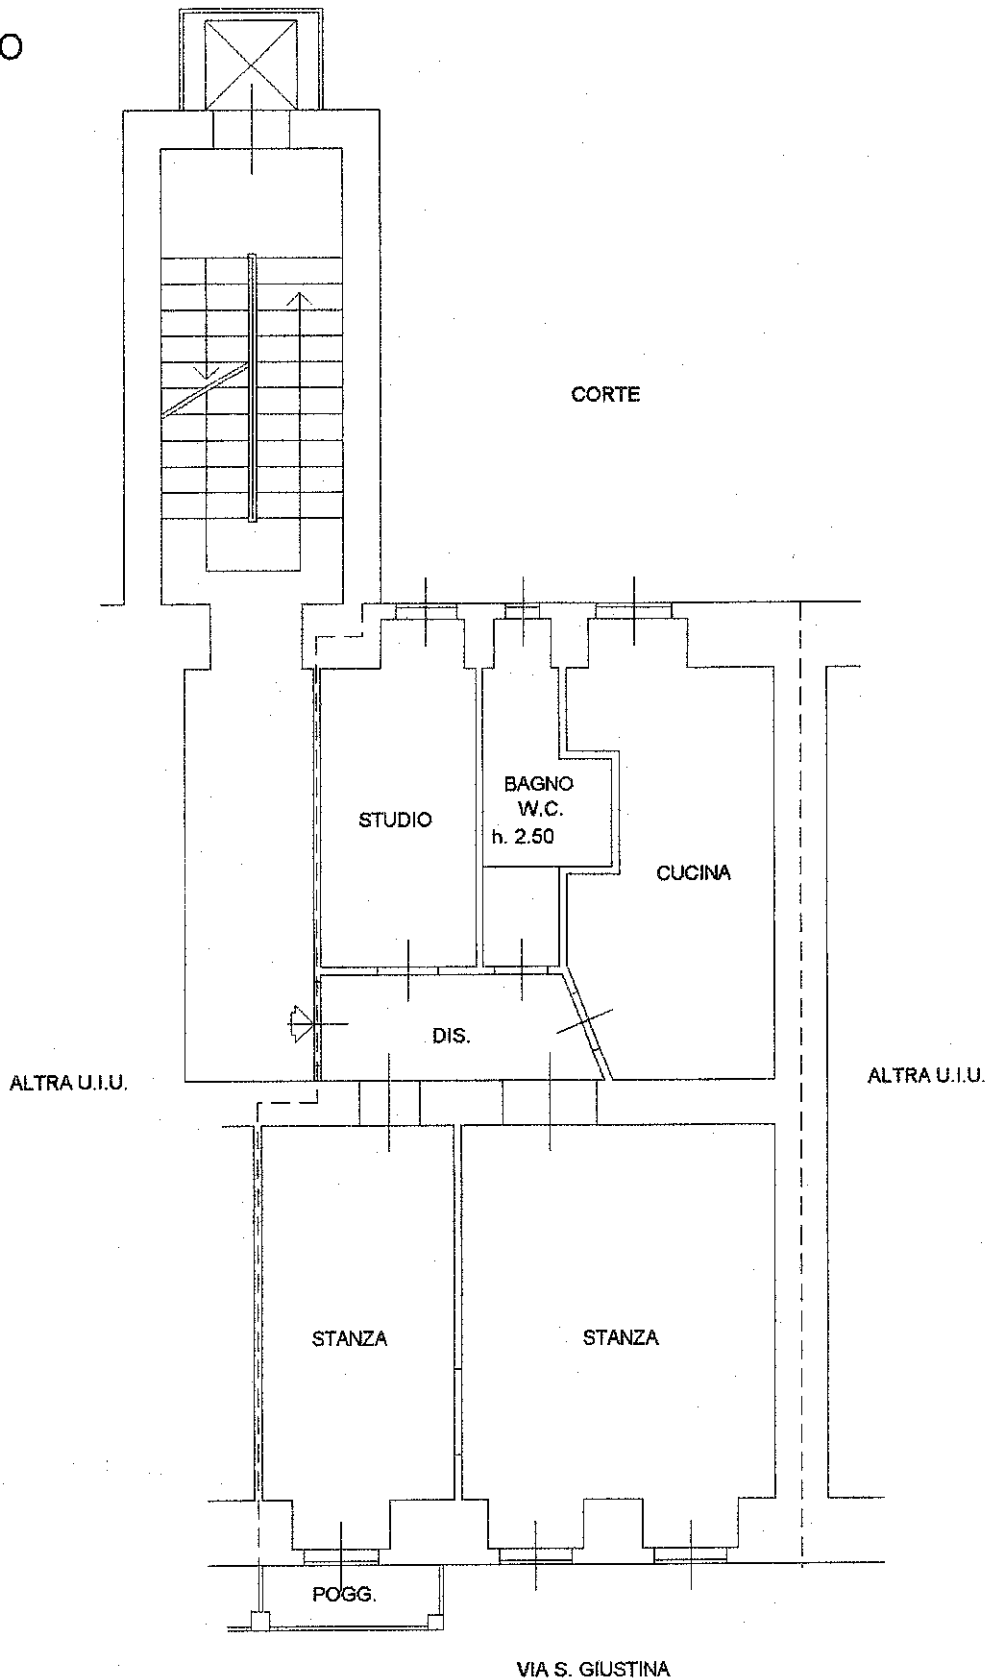 O
CORTE
BAGNO
W.C.
h. 2.50
STUDIO
CUCINA
DIS.
ALTRA U.I.U.
ALTRA U.I.U.
STANZA
STANZA
POGG.
VIA S. GIUSTINA